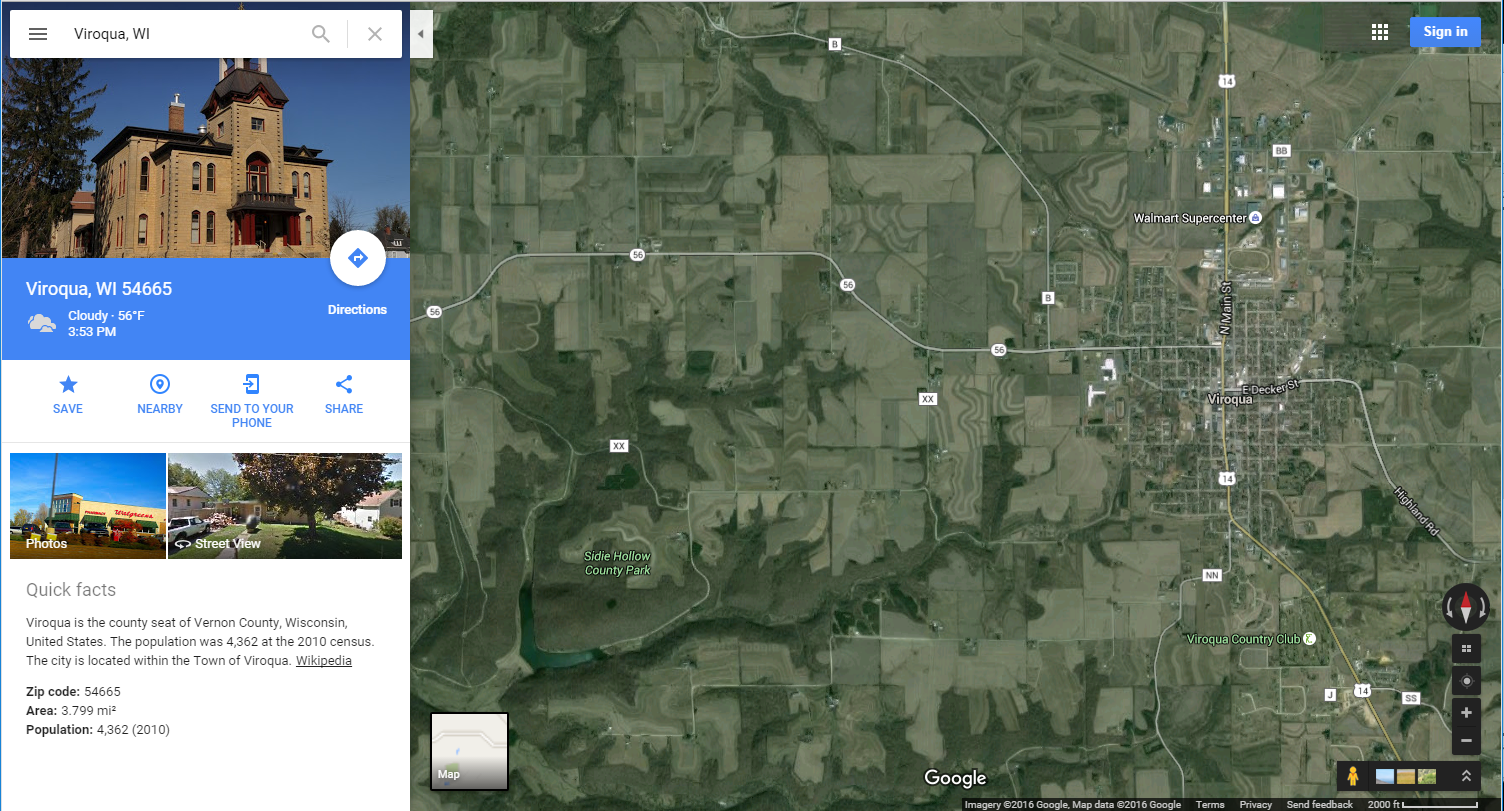 Viroqua, WI
Viroqua, WI 54665
Cloudy · 56°F
3:53 PM
Directions
SAVE
NEARBY
SEND TO YOUR
PHONE
SHARE
PHARMACY Walgreens
Photos
Street View
Quick facts
Viroqua is the county seat of Vernon County, Wisconsin,
United States. The population was 4,362 at the 2010 census.
The city is located within the Town of Viroqua. Wikipedia
Zip code: 54665
Area: 3.799 mi²
Population: 4,362 (2010)
Sign in
B
14
BB
Walmart Supercenter
56
56
56
B
N Main St
56
E Decker St
XX
Viroqua
XX
14
Highland Rd
Sidie Hollow
County Park
NN
Viroqua Country Club
J
14
SS
Map
Google
Imagery ©2016 Google, Map data ©2016 Google
Terms
Privacy
Send feedback
2000 ft